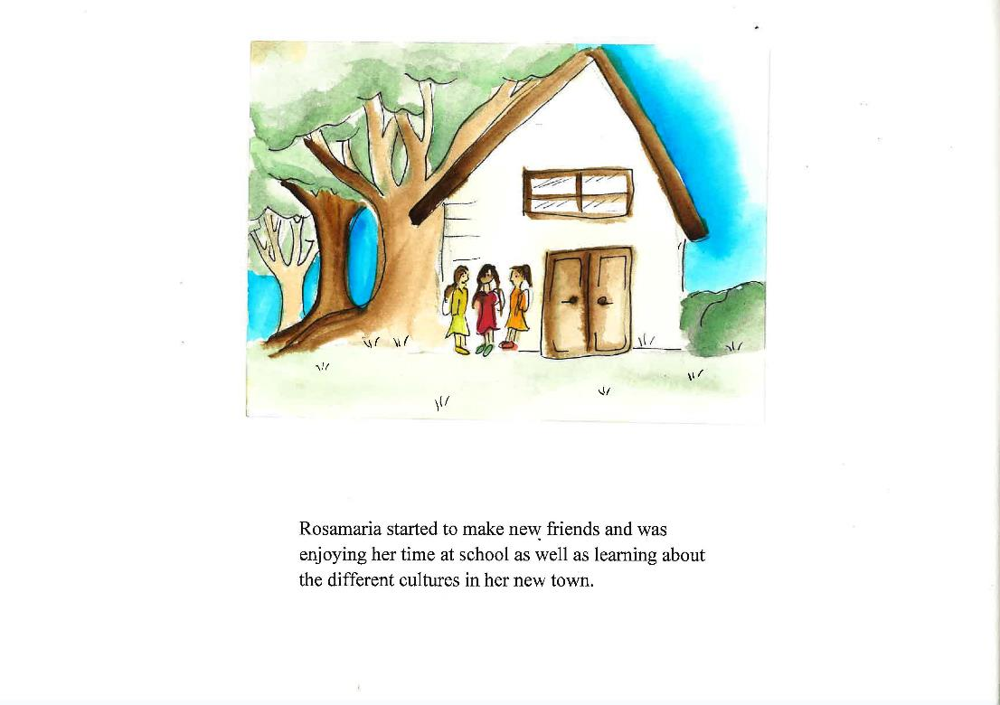 Rosamaria started to make new friends and was
enjoying her time at school as well as learning about
the different cultures in her new town.